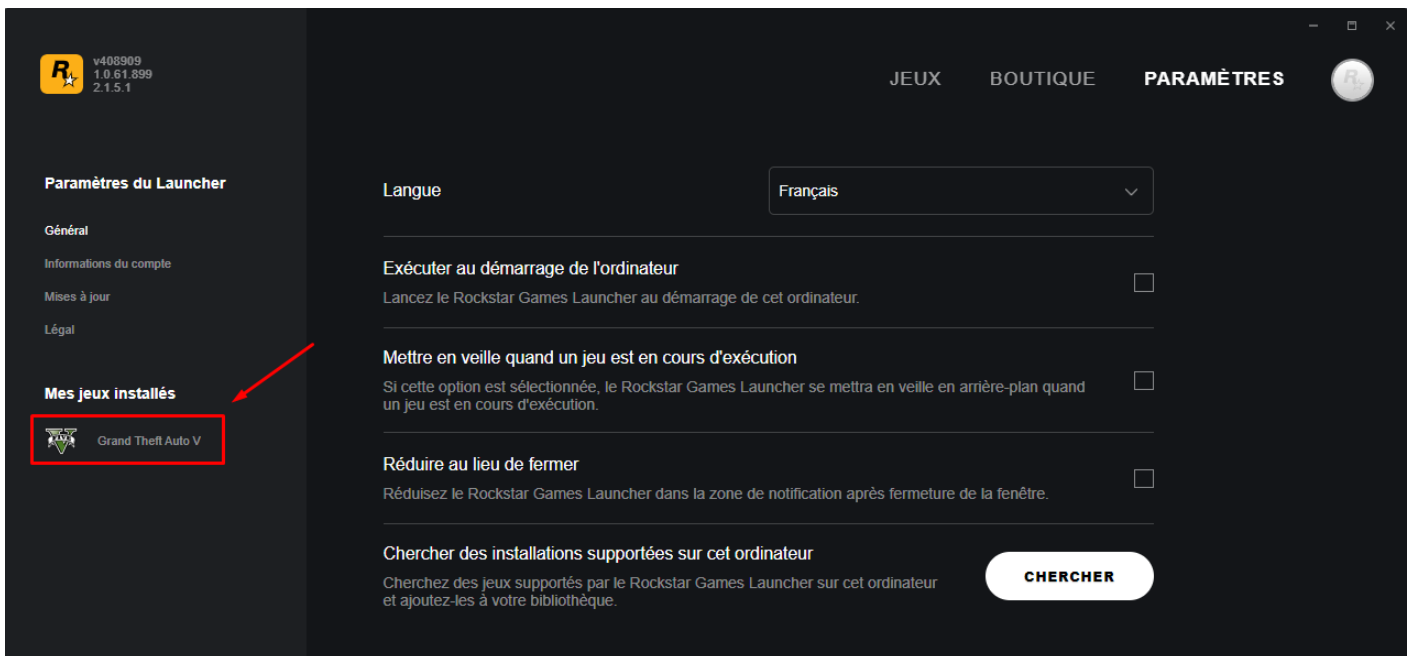 v408909
1.0.61.899
2.1.5.1
JEUX
BOUTIQUE
PARAMÈTRES
Paramètres du Launcher
Général
Informations du compte
Mises à jour
Légal
Mes jeux installés
Grand Theft Auto V
Langue
Français
Exécuter au démarrage de l'ordinateur
Lancez le Rockstar Games Launcher au démarrage de cet ordinateur.
Mettre en veille quand un jeu est en cours d'exécution
Si cette option est sélectionnée, le Rockstar Games Launcher se mettra en veille en arrière-plan quand
un jeu est en cours d'exécution.
Réduire au lieu de fermer
Réduisez le Rockstar Games Launcher dans la zone de notification après fermeture de la fenêtre.
Chercher des installations supportées sur cet ordinateur
Cherchez des jeux supportés par le Rockstar Games Launcher sur cet ordinateur
et ajoutez-les à votre bibliothèque.
CHERCHER